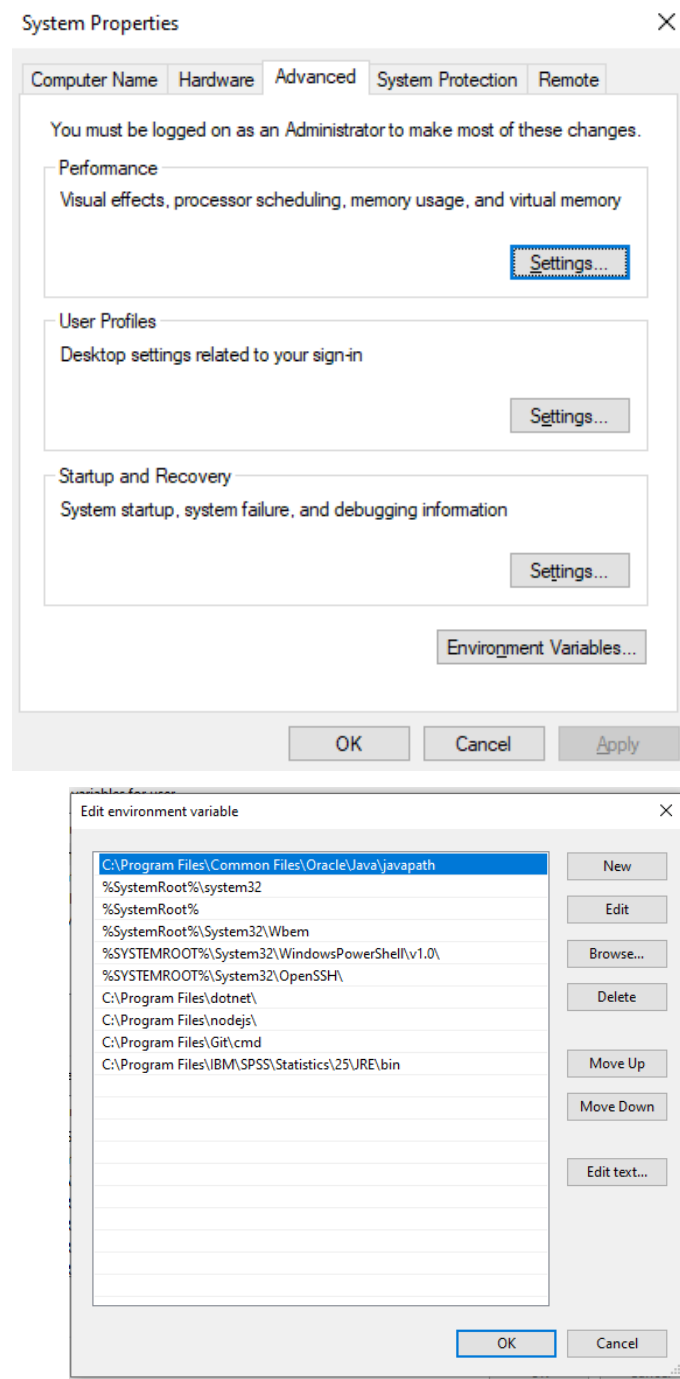 System Properties
Computer Name Hardware Advanced System Protection Remote
You must be logged on as an Administrator to make most of these changes.
Performance
Visual effects, processor scheduling, memory usage, and virtual memory
Settings...
User Profiles
Desktop settings related to your sign-in
Settings...
Startup and Recovery
System startup, system failure, and debugging information
Settings...
Environment Variables...
OK Cancel Apply
Edit environment variable
C:\Program Files\Common Files\Oracle\Java\javapath
New
%SystemRoot%\system32
%SystemRoot%
Edit
%SystemRoot%\System32\Wbem
%SYSTEMROOT%\System32\WindowsPowerShell\v1.0\
Browse...
%SYSTEMROOT%\System32\OpenSSH\
C:\Program Files\dotnet\
Delete
C:\Program Files\nodejs\
C:\Program Files\Git\cmd
C:\Program Files\IBM\SPSS\Statistics\25\JRE\bin
Move Up
Move Down
Edit text...
OK Cancel